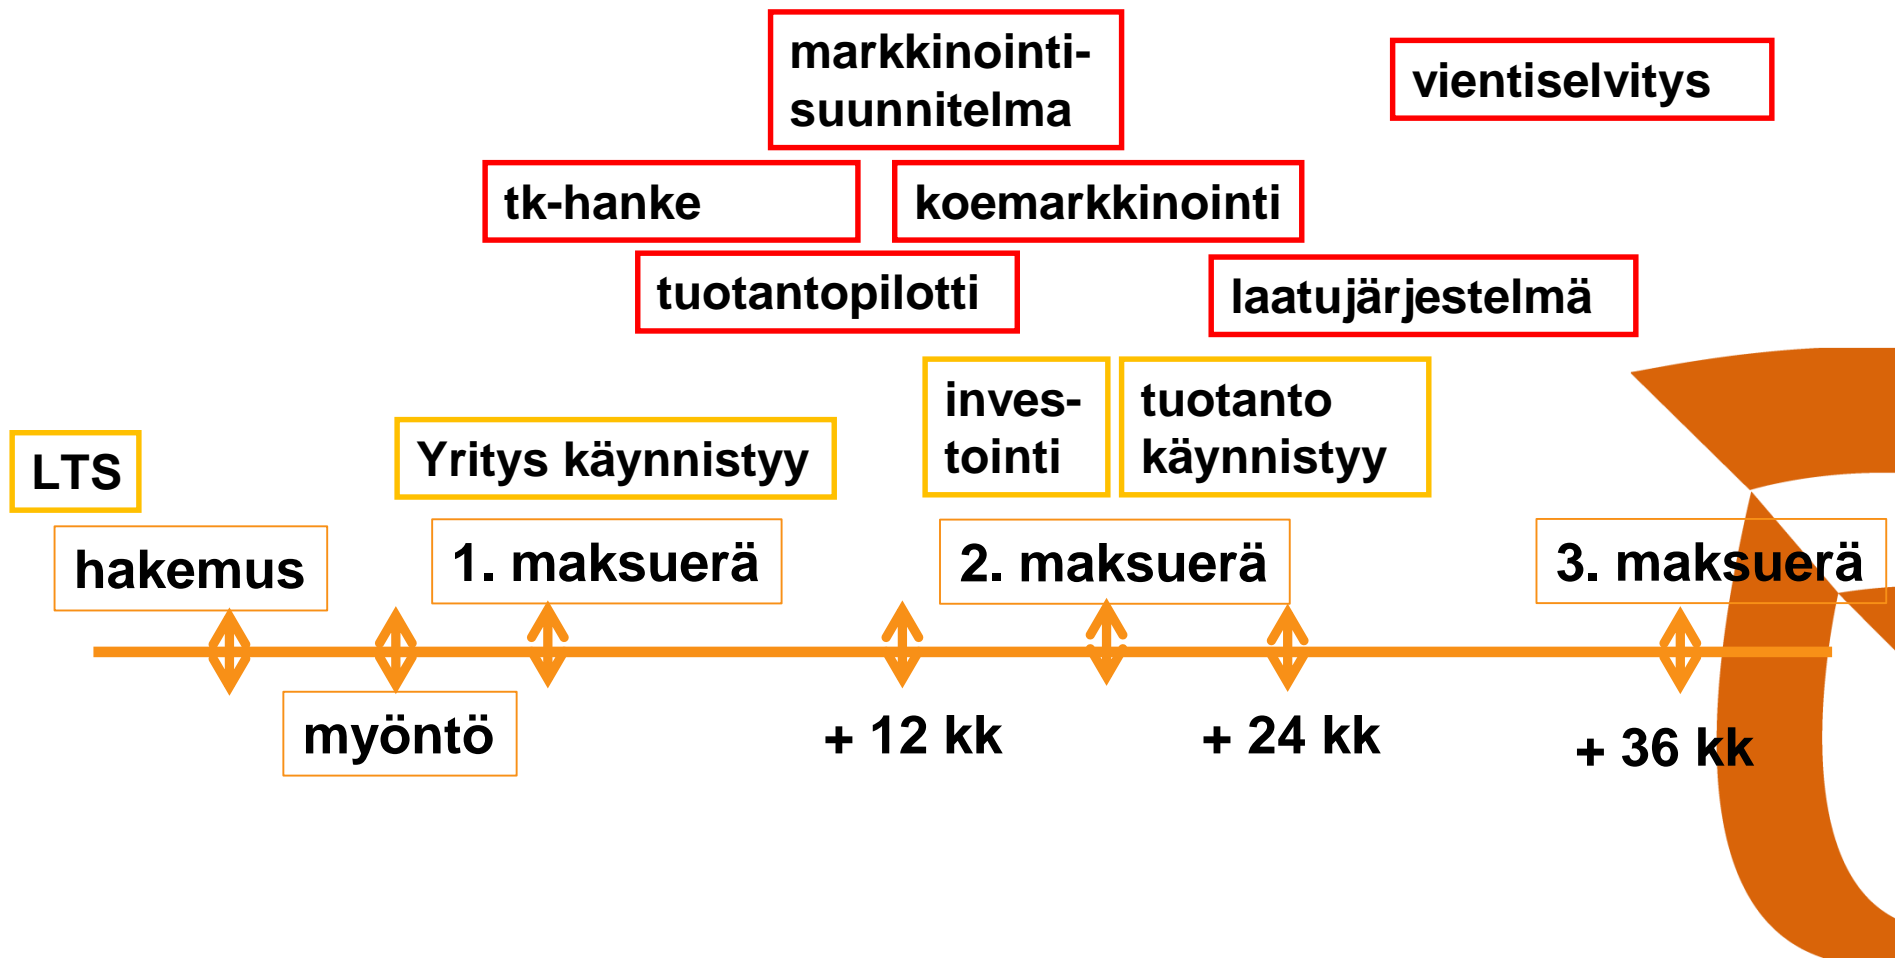 markkinointi-
suunnitelma
vientiselvitys
tk-hanke
koemarkkinointi
tuotantopilotti
laatujärjestelmä
inves-
tointi
tuotanto
käynnistyy
Yritys käynnistyy
LTS
hakemus
1. maksuerä
2. maksuerä
3. maksuerä
myöntö
+ 12 kk
+ 24 kk
+ 36 kk